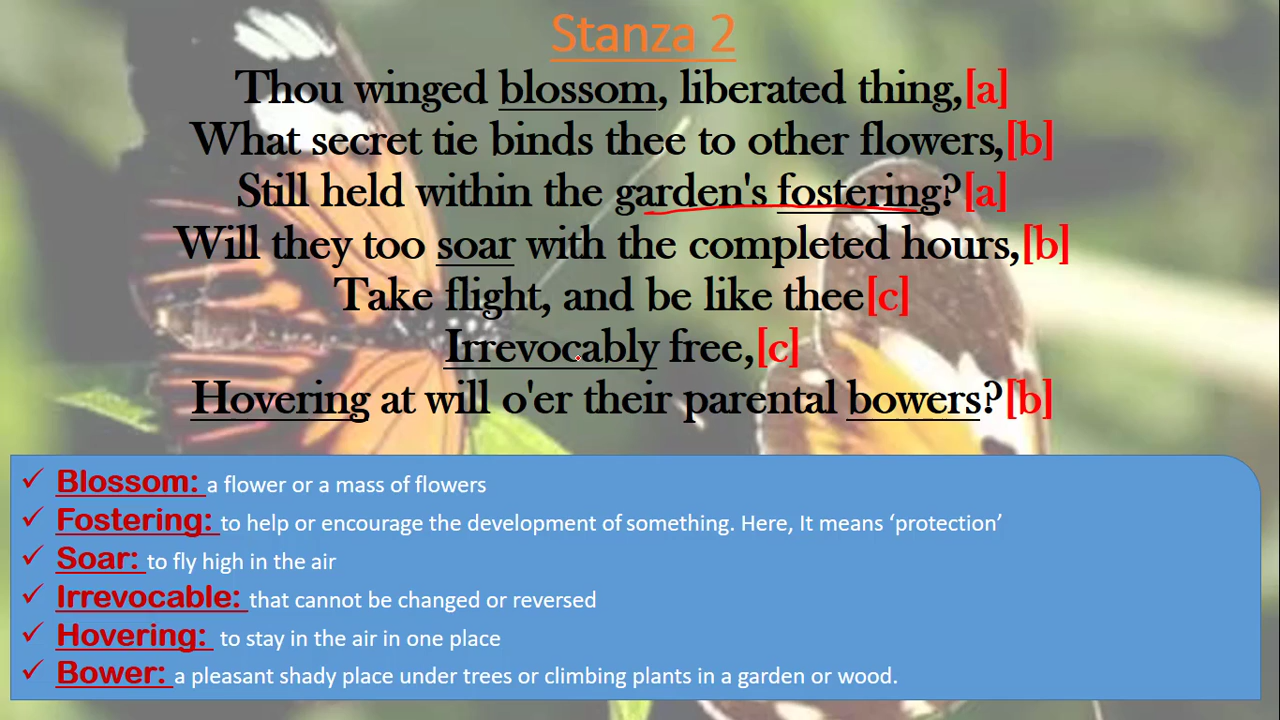 Stanza 2
Thou winged blossom, liberated thing,[a]
What secret tie binds thee to other flowers,[b]
Still held within the garden's fostering?[a]
Will they too soar with the completed hours,[b]
Take flight, and be like thee[c]
Irrevocably free,[c]
Hovering at will o'er their parental bowers?[b]
✓ Blossom: a flower or a mass of flowers
✓ Fostering: to help or encourage the development of something. Here, It means ‘protection’
✓ Soar: to fly high in the air
✓ Irrevocable: that cannot be changed or reversed
✓ Hovering: to stay in the air in one place
✓ Bower: a pleasant shady place under trees or climbing plants in a garden or wood.